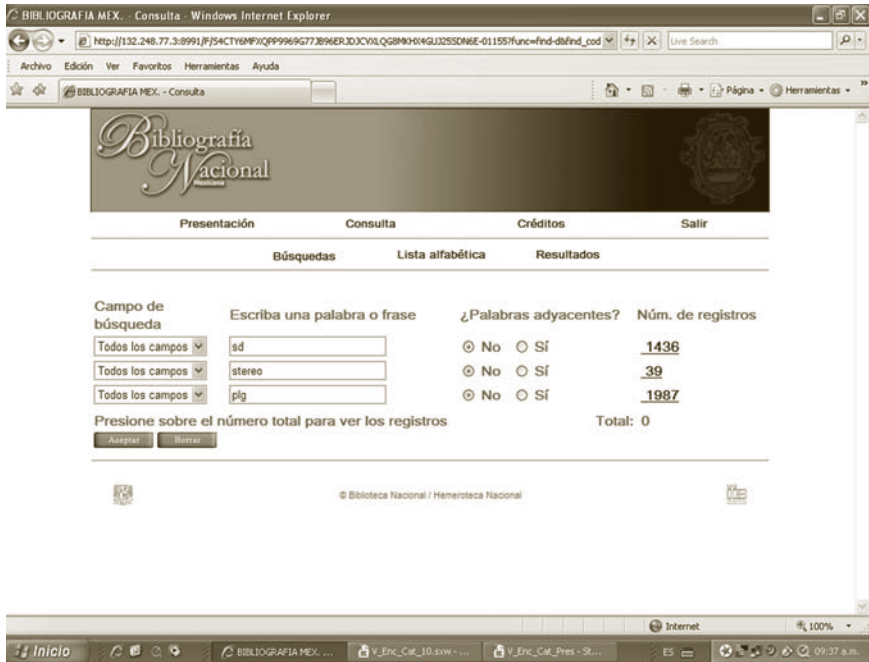 BIBLIOGRAFIA MEX. - Consulta - Windows Internet Explorer
Live Search
Archivo Edición Ver Favoritos Herramientas Ayuda
BIBLIOGRAFIA MEX. - Consulta
Página Herramientas
Bibliografía
Nacional
Mexicana
Presentación Consulta Créditos Salir
Búsquedas Lista alfabética Resultados
Campo de búsqueda Escriba una palabra o frase ¿Palabras adyacentes? Núm. de registros
Todos los campos sd No Sí 1436
Todos los campos stereo No Sí 39
Todos los campos plg No Sí 1987
Presione sobre el número total para ver los registros Total: 0
Aceptar Borrar
© Biblioteca Nacional / Hemeroteca Nacional
Internet 100%
Inicio BIBLIOGRAFIA MEX. ... V_Enc_Cat_10.sxw - ... V_Enc_Cat_Pres - St... ES 09:37 a.m.